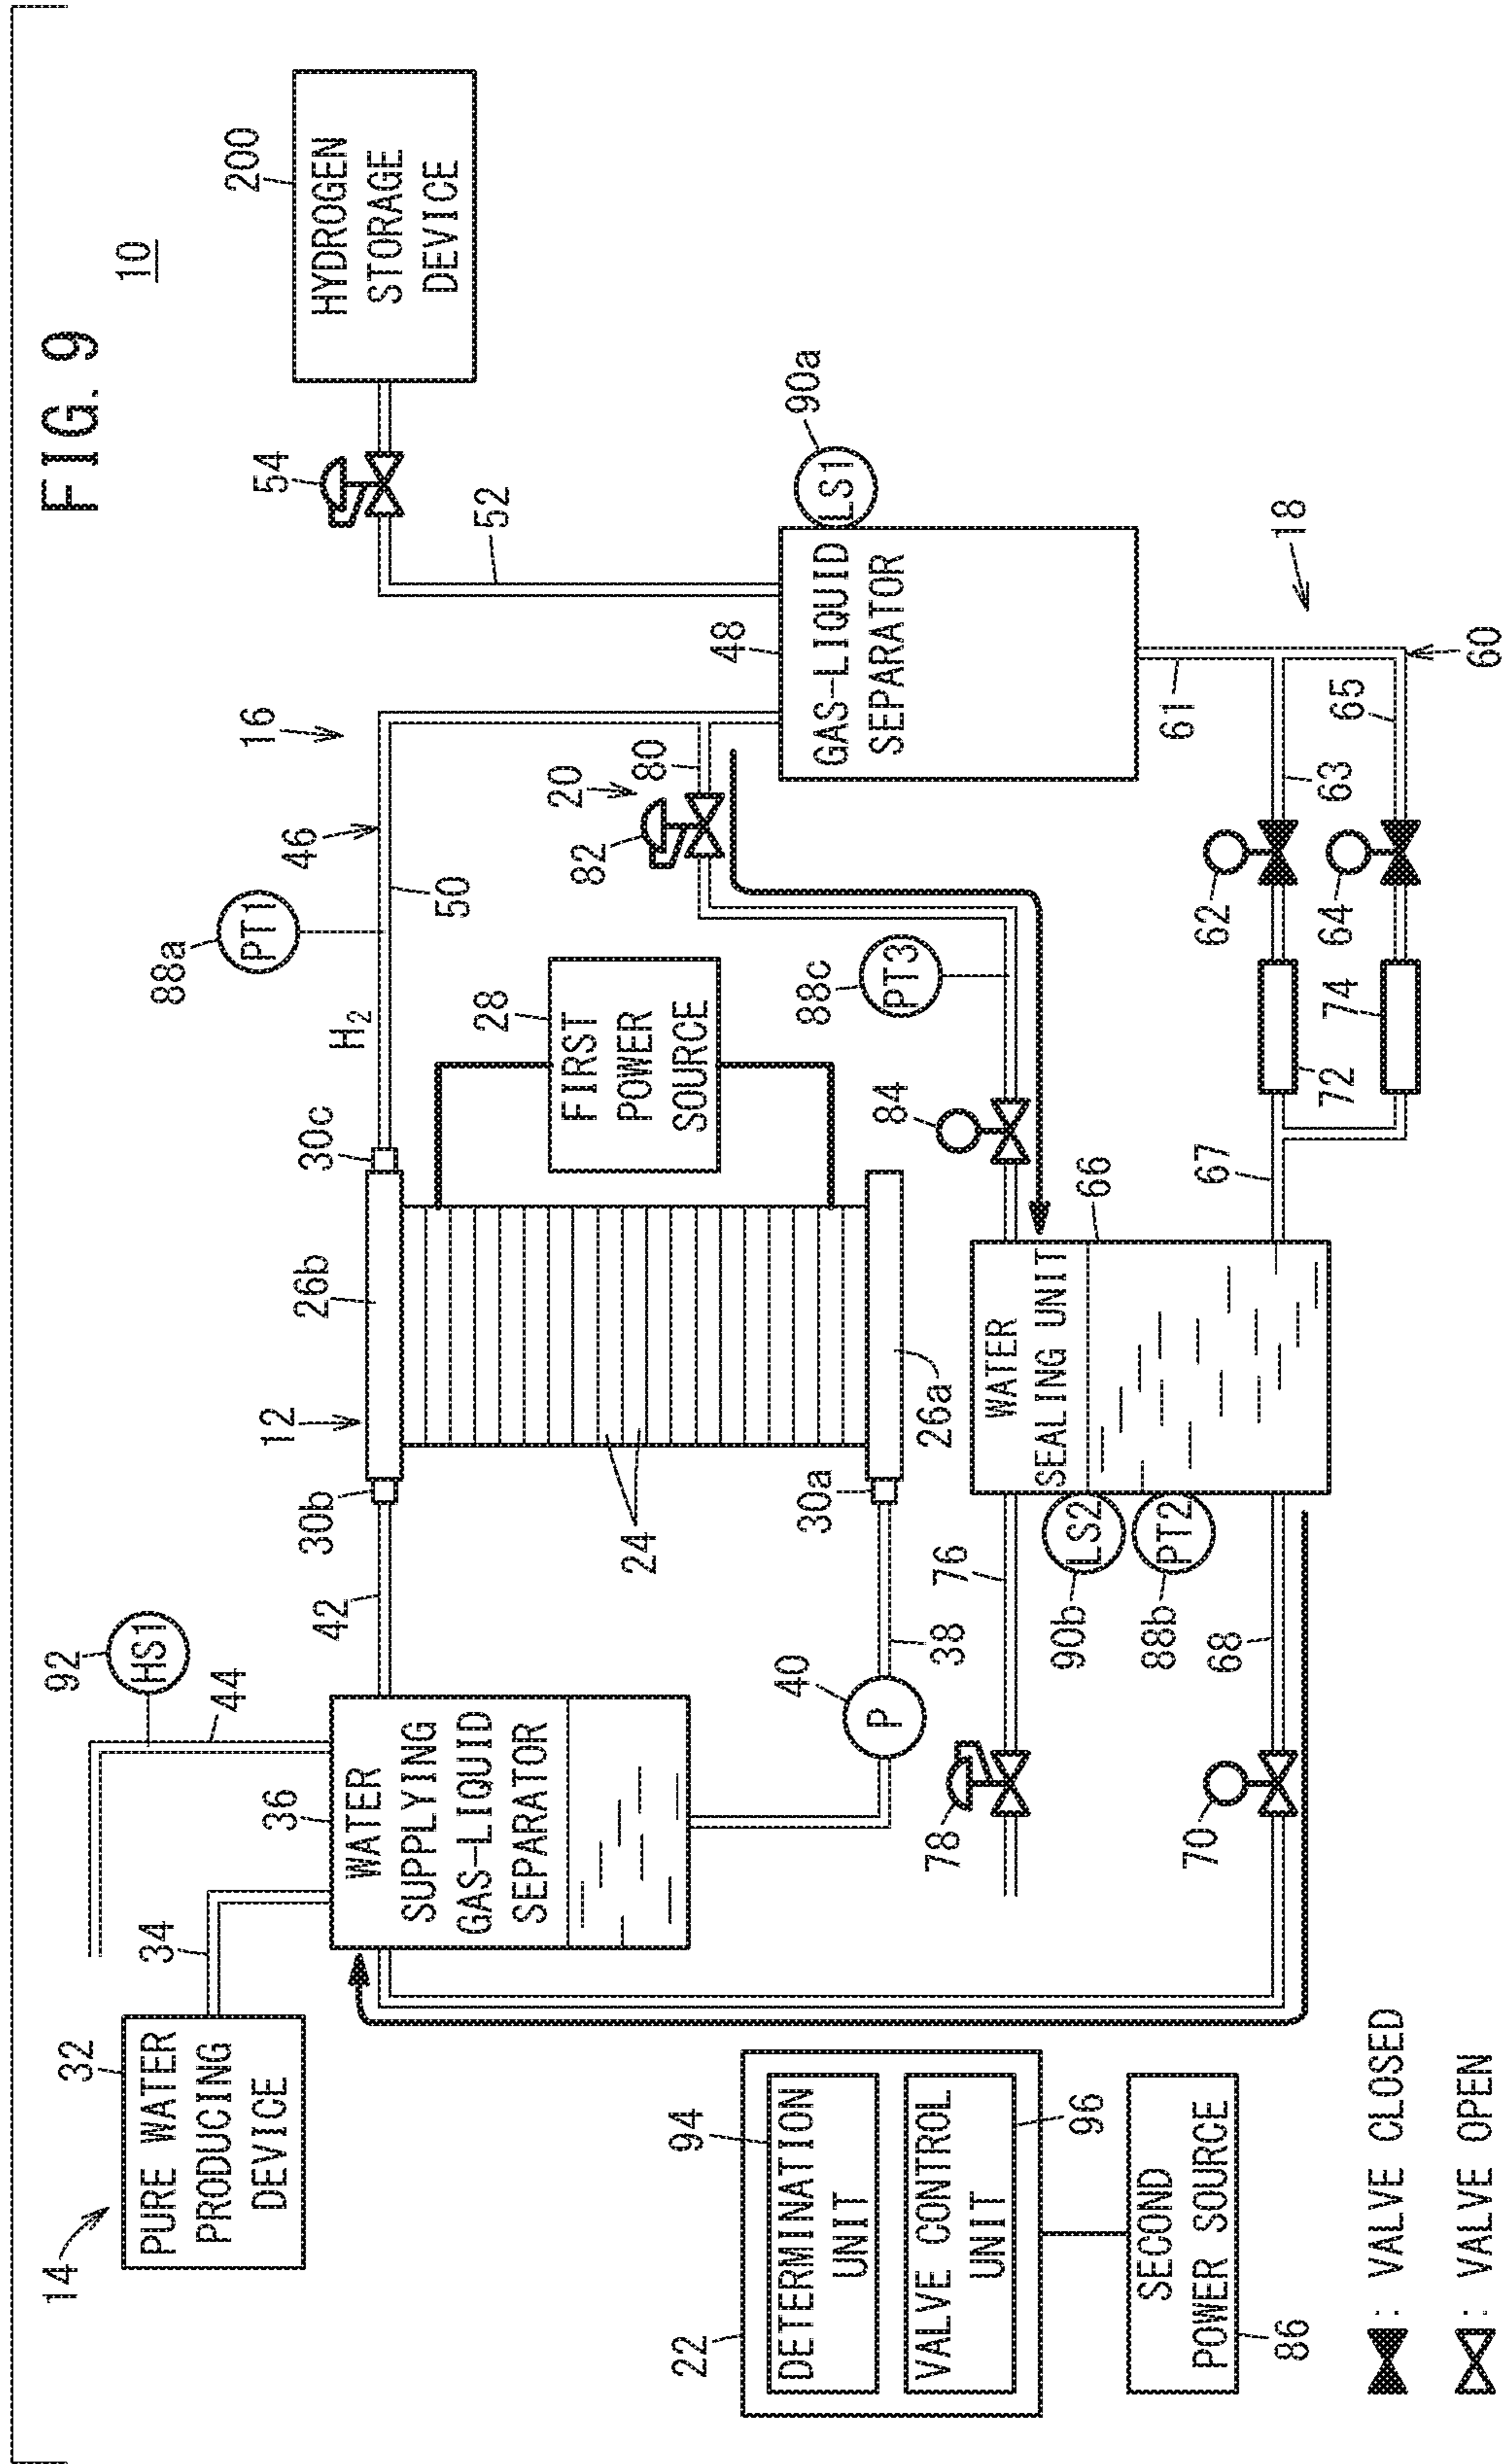 FIG. 9
10
14
32
PURE WATER
PRODUCING
DEVICE
34
44
92
HS1
36
WATER
SUPPLYING
GAS-LIQUID
SEPARATOR
42
30b
12
26b
30c
H2
88a
PT1
50
46
16
54
52
200
HYDROGEN
STORAGE
DEVICE
24
28
FIRST
POWER
SOURCE
82
20
80
48
GAS-LIQUID
SEPARATOR
90a
LS1
40
P
38
30a
26a
88c
PT3
84
22
94
DETERMINATION
UNIT
VALVE CONTROL
UNIT
96
78
76
WATER
SEALING UNIT
66
90b
LS2
88b
PT2
70
68
67
62
63
61
18
64
65
60
72
74
SECOND
POWER SOURCE
86
: VALVE CLOSED
: VALVE OPEN